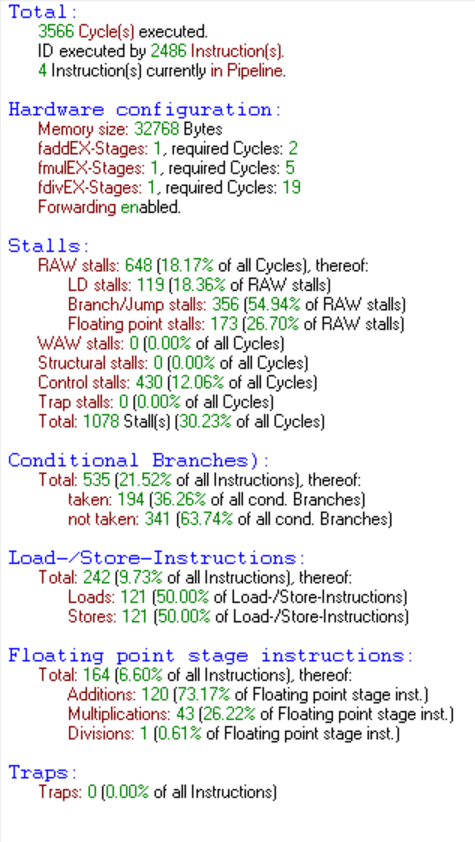 Total:
3566 Cycle(s) executed.
ID executed by 2486 Instruction(s).
4 Instruction(s) currently in Pipeline.
Hardware configuration:
Memory size: 32768 Bytes
faddEX-Stages: 1, required Cycles: 2
fmulEX-Stages: 1, required Cycles: 5
fdivEX-Stages: 1, required Cycles: 19
Forwarding enabled.
Stalls:
RAW stalls: 648 (18.17% of all Cycles), thereof:
LD stalls: 119 (18.36% of RAW stalls)
Branch/Jump stalls: 356 (54.94% of RAW stalls)
Floating point stalls: 173 (26.70% of RAW stalls)
WAW stalls: 0 (0.00% of all Cycles)
Structural stalls: 0 (0.00% of all Cycles)
Control stalls: 430 (12.06% of all Cycles)
Trap stalls: 0 (0.00% of all Cycles)
Total: 1078 Stall(s) (30.23% of all Cycles)
Conditional Branches):
Total: 535 (21.52% of all Instructions), thereof:
taken: 194 (36.26% of all cond. Branches)
not taken: 341 (63.74% of all cond. Branches)
Load-/Store-Instructions:
Total: 242 (9.73% of all Instructions), thereof:
Loads: 121 (50.00% of Load-/Store-Instructions)
Stores: 121 (50.00% of Load-/Store-Instructions)
Floating point stage instructions:
Total: 164 (6.60% of all Instructions), thereof:
Additions: 120 (73.17% of Floating point stage inst.)
Multiplications: 43 (26.22% of Floating point stage inst.)
Divisions: 1 (0.61% of Floating point stage inst.)
Traps:
Traps: 0 (0.00% of all Instructions)